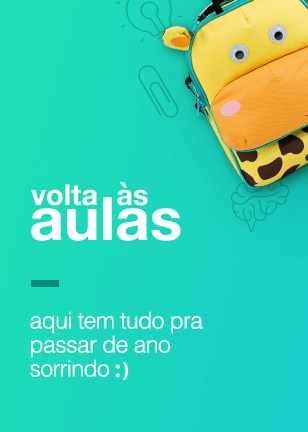 volta às
aulas
aqui tem tudo pra
passar de ano
sorrindo :)